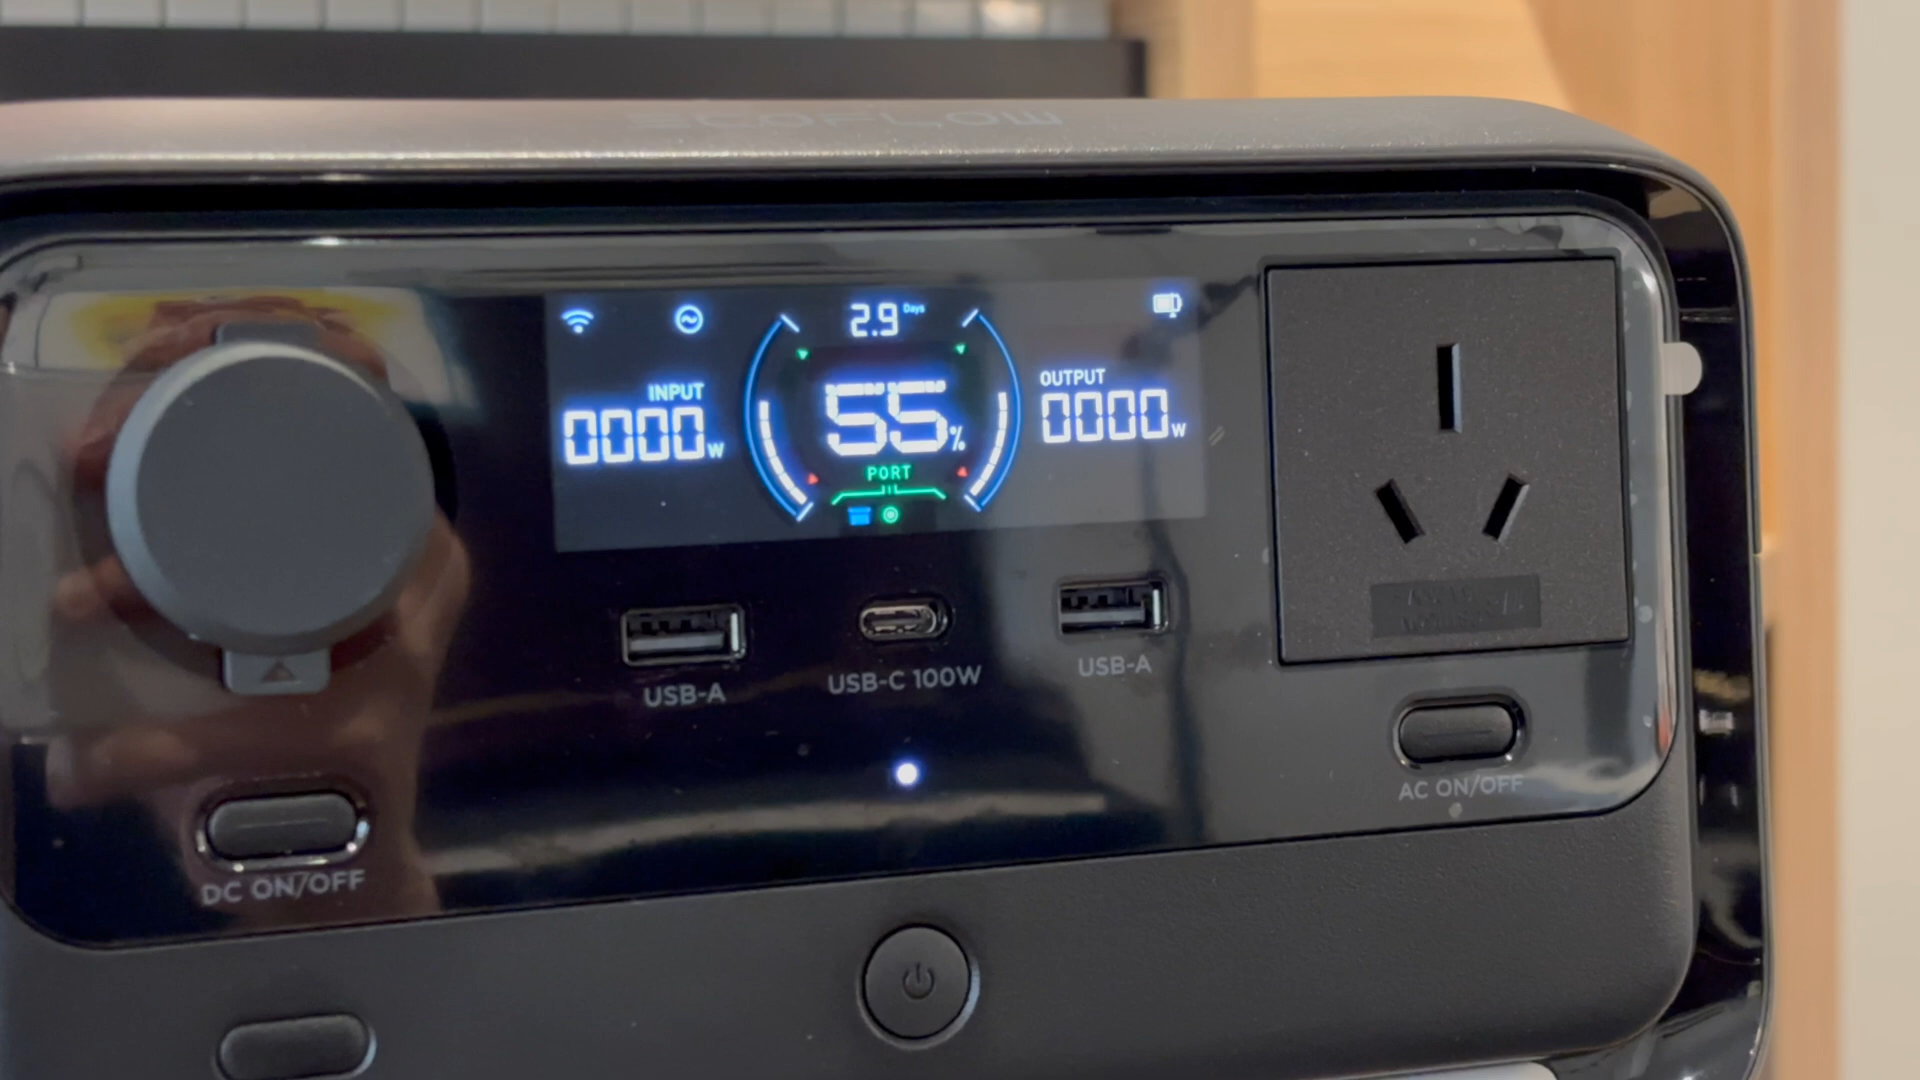 ECOFLOW
2.9 Days
INPUT
0000 W
55 %
OUTPUT
0000 W
PORT
USB-A
USB-C 100W
USB-A
AC ON/OFF
DC ON/OFF